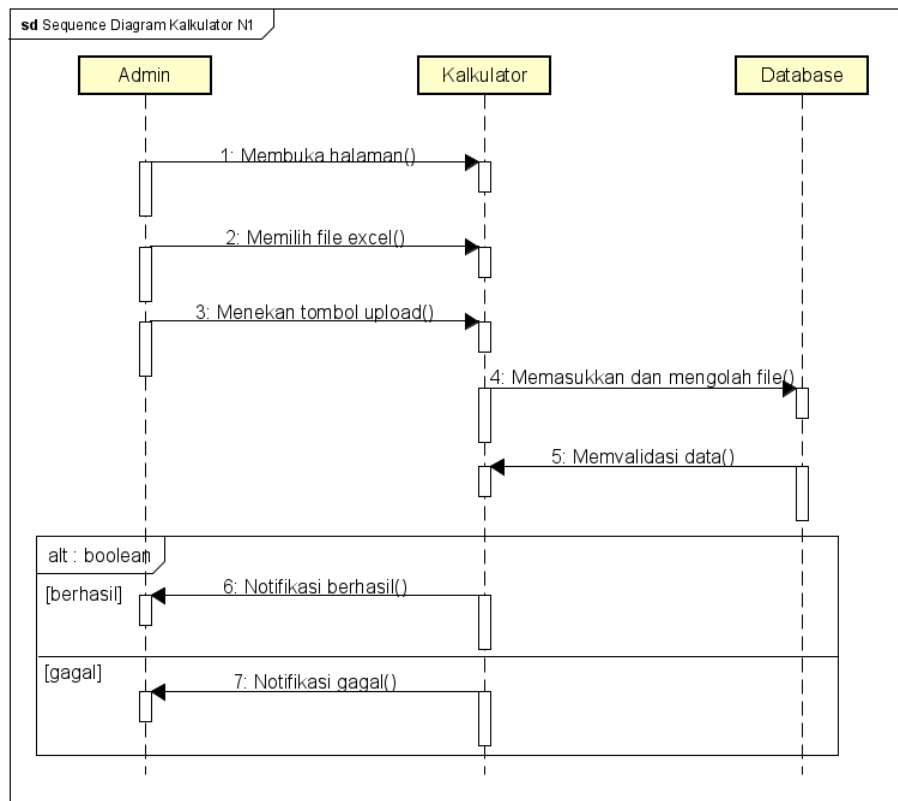 sd Sequence Diagram Kalkulator N1
Admin
Kalkulator
Database
1: Membuka halaman()
2: Memilih file excel()
3: Menekan tombol upload()
4: Memasukkan dan mengolah file()
5: Memvalidasi data()
alt : boolean
[berhasil]
6: Notifikasi berhasil()
[gagal]
7: Notifikasi gagal()